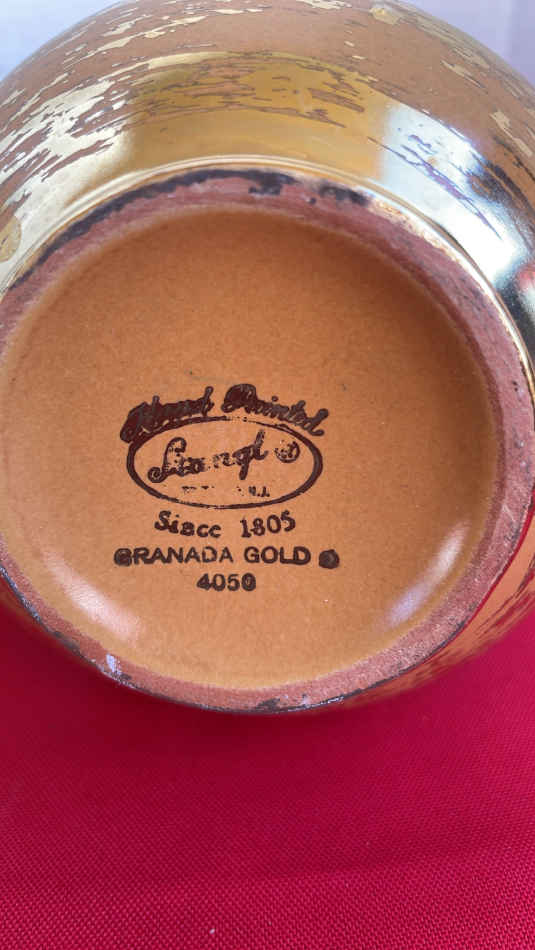 Hand Painted
Stangl ®
N.J.
Since 1805
GRANADA GOLD ®
4050